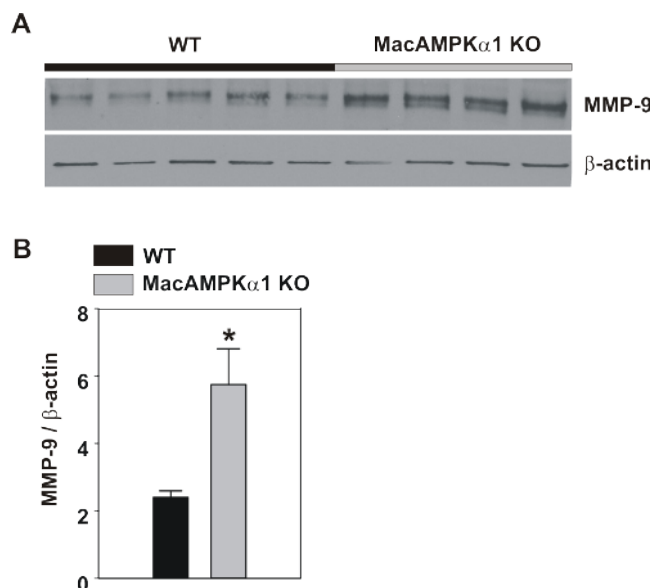 A
WT MacAMPKα1 KO
MMP-9
β-actin
B
WT
MacAMPKα1 KO
8
6
4
2
0
MMP-9 / β-actin
*